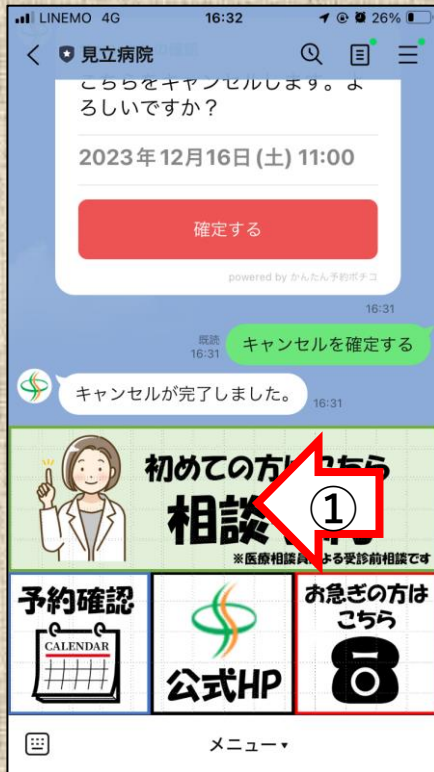 LINEMO 4G 16:32 26%
見立病院
こちらをキャンセルします。よ
ろしいですか？
2023年12月16日(土) 11:00
確定する
powered by かんたん予約ポチコ
16:31
既読
16:31
キャンセルを確定する
キャンセルが完了しました。
16:31
初めての方は
相談
①
※医療相談 よる受診前相談です
予約確認
CALENDAR
公式HP
お急ぎの方は
こちら
メニュー▾